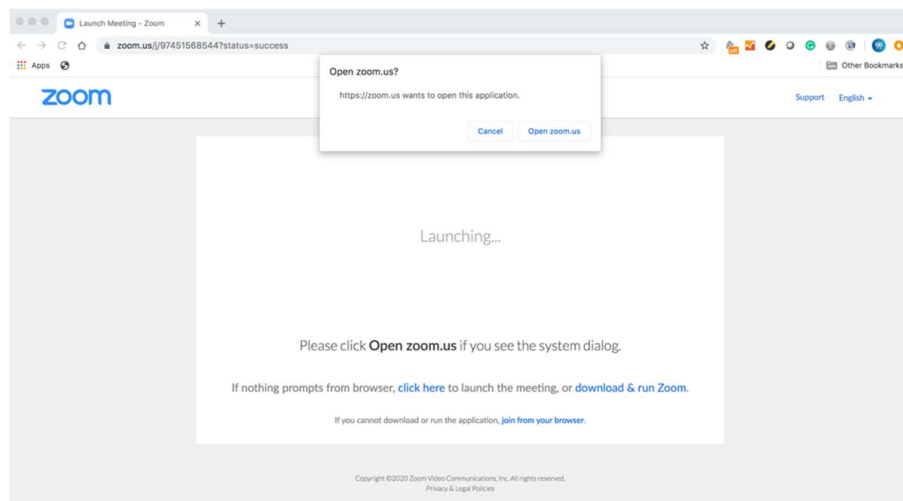 Launch Meeting - Zoom
zoom.us/j/97451568544?status=success
Apps
Other Bookmarks
Open zoom.us?
https://zoom.us wants to open this application.
Cancel
Open zoom.us
zoom
Support
English
Launching...
Please click Open zoom.us if you see the system dialog.
If nothing prompts from browser, click here to launch the meeting, or download & run Zoom.
If you cannot download or run the application, join from your browser.
Copyright ©2020 Zoom Video Communications, Inc. All rights reserved.
Privacy & Legal Policies